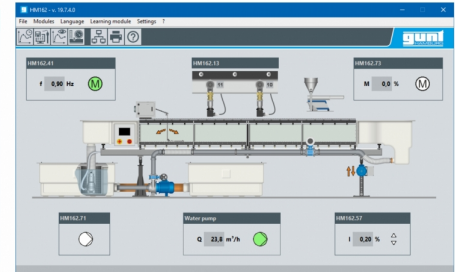 HM162 - v. 19.7.4.0
File Modules Language Learning module Settings ?
gunt
HM162.41
f 0,90 Hz M
HM162.13
HM162.73
M 0,0 % M
HM162.71
Water pump
Q 23,8 m³/h
HM162.57
I 0,20 %